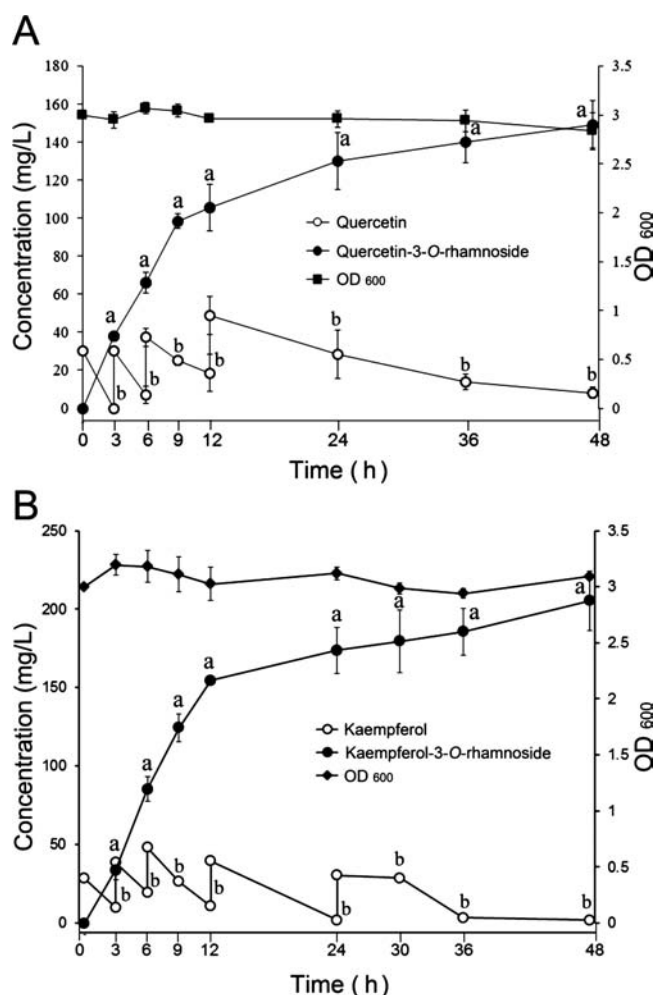 A
Concentration (mg/L)
180
160
140
120
100
80
60
40
20
0
3.5
3
2.5
2
1.5
1
0.5
0
OD 600
a
a
a
a
a
a
a
a
b
b
b
b
b
b
b
Quercetin
Quercetin-3-O-rhamnoside
OD 600
0 3 6 9 12 24 36 48
Time ( h )
B
Concentration (mg/L)
250
200
150
100
50
0
3.5
3
2.5
2
1.5
1
0.5
0
OD 600
a
a
a
a
a
a
a
a
b
b
b
b
b
b
b
b
Kaempferol
Kaempferol-3-O-rhamnoside
OD 600
0 3 6 9 12 24 30 36 48
Time ( h )